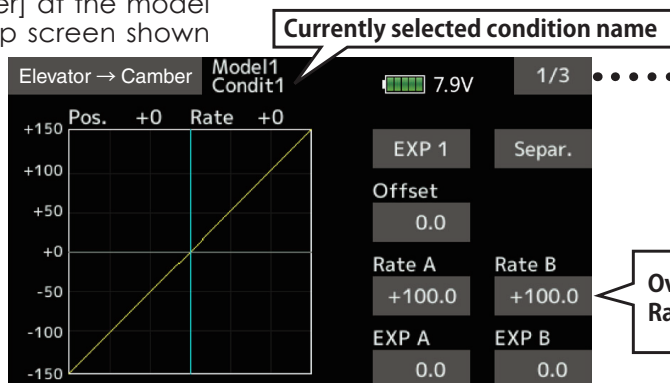 er] at the model
p screen shown
Currently selected condition name
Elevator → Camber
Model1
Condit1
7.9V
1/3
Pos. +0 Rate +0
+150
+100
+50
+0
-50
-100
-150
EXP 1
Separ.
Offset
0.0
Rate A
Rate B
+100.0
+100.0
EXP A
EXP B
0.0
0.0
Ov
Ra